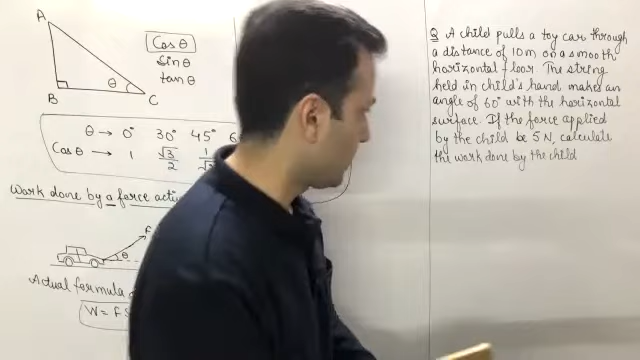 A
B
C
θ
Cos θ
sin θ
tan θ
θ → 0° 30° 45°
Cos θ → 1 √3/2
Work done by a force
F
θ
Actual formula
W = F S
Q A child pulls a toy car through
a distance of 10 m on a smooth
horizontal floor. The string
held in child's hand makes an
angle of 60° with the horizontal
surface. If the force applied
by the child be 5 N, calculate
the work done by the child